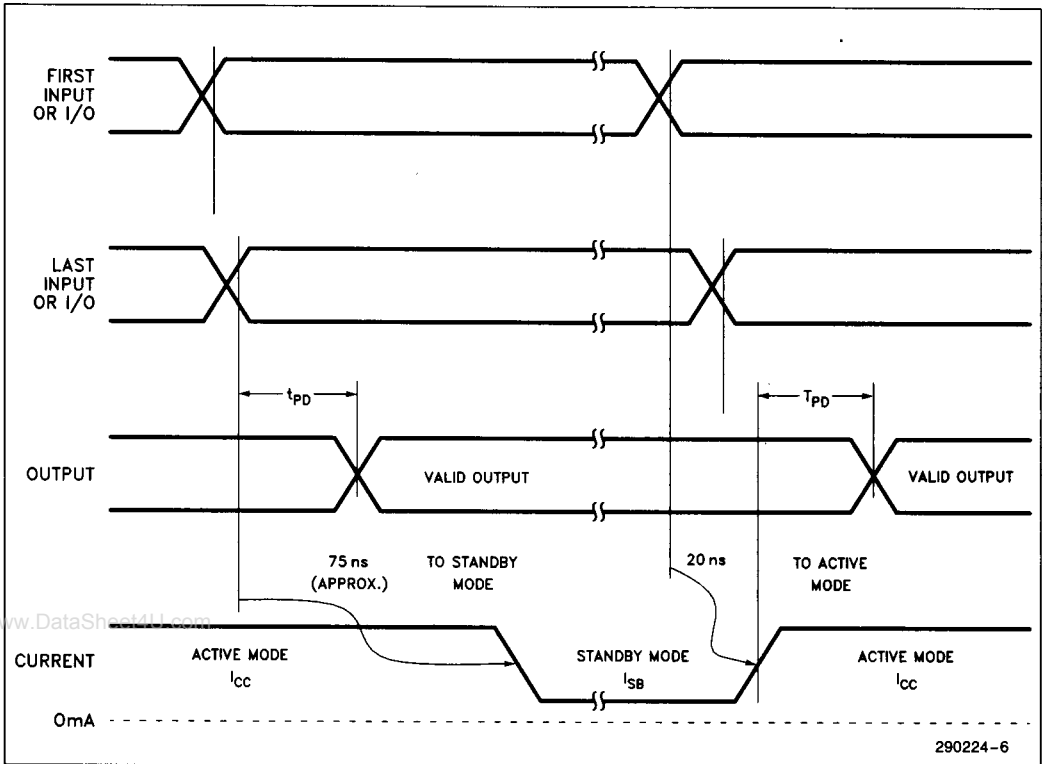 FIRST
INPUT
OR I/O
LAST
INPUT
OR I/O
tPD
TPD
OUTPUT
VALID OUTPUT
VALID OUTPUT
75 ns
(APPROX.)
TO STANDBY
MODE
20 ns
TO ACTIVE
MODE
www.DataSheet4U.com
CURRENT
ACTIVE MODE
ICC
STANDBY MODE
ISB
ACTIVE MODE
ICC
0mA
290224-6